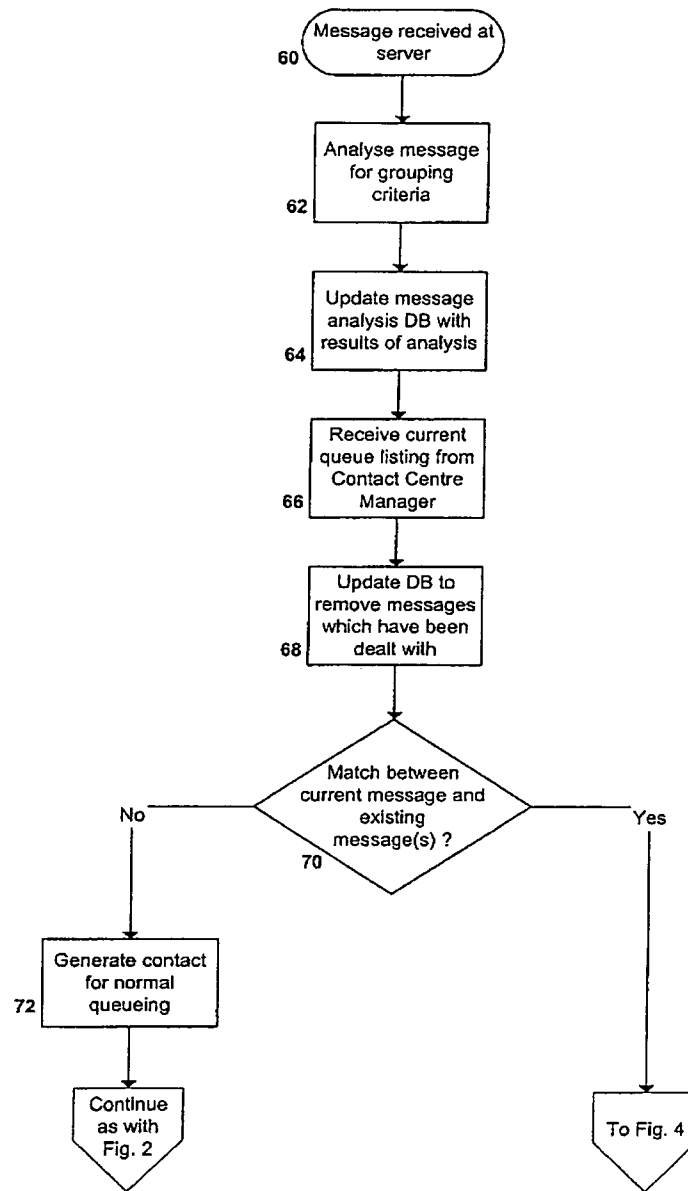 Message received at
server
60
Analyse message
for grouping
criteria
62
Update message
analysis DB with
results of analysis
64
Receive current
queue listing from
Contact Centre
Manager
66
Update DB to
remove messages
which have been
dealt with
68
Match between
current message and
existing
message(s) ?
70
No
Yes
Generate contact
for normal
queueing
72
Continue
as with
Fig. 2
To Fig. 4